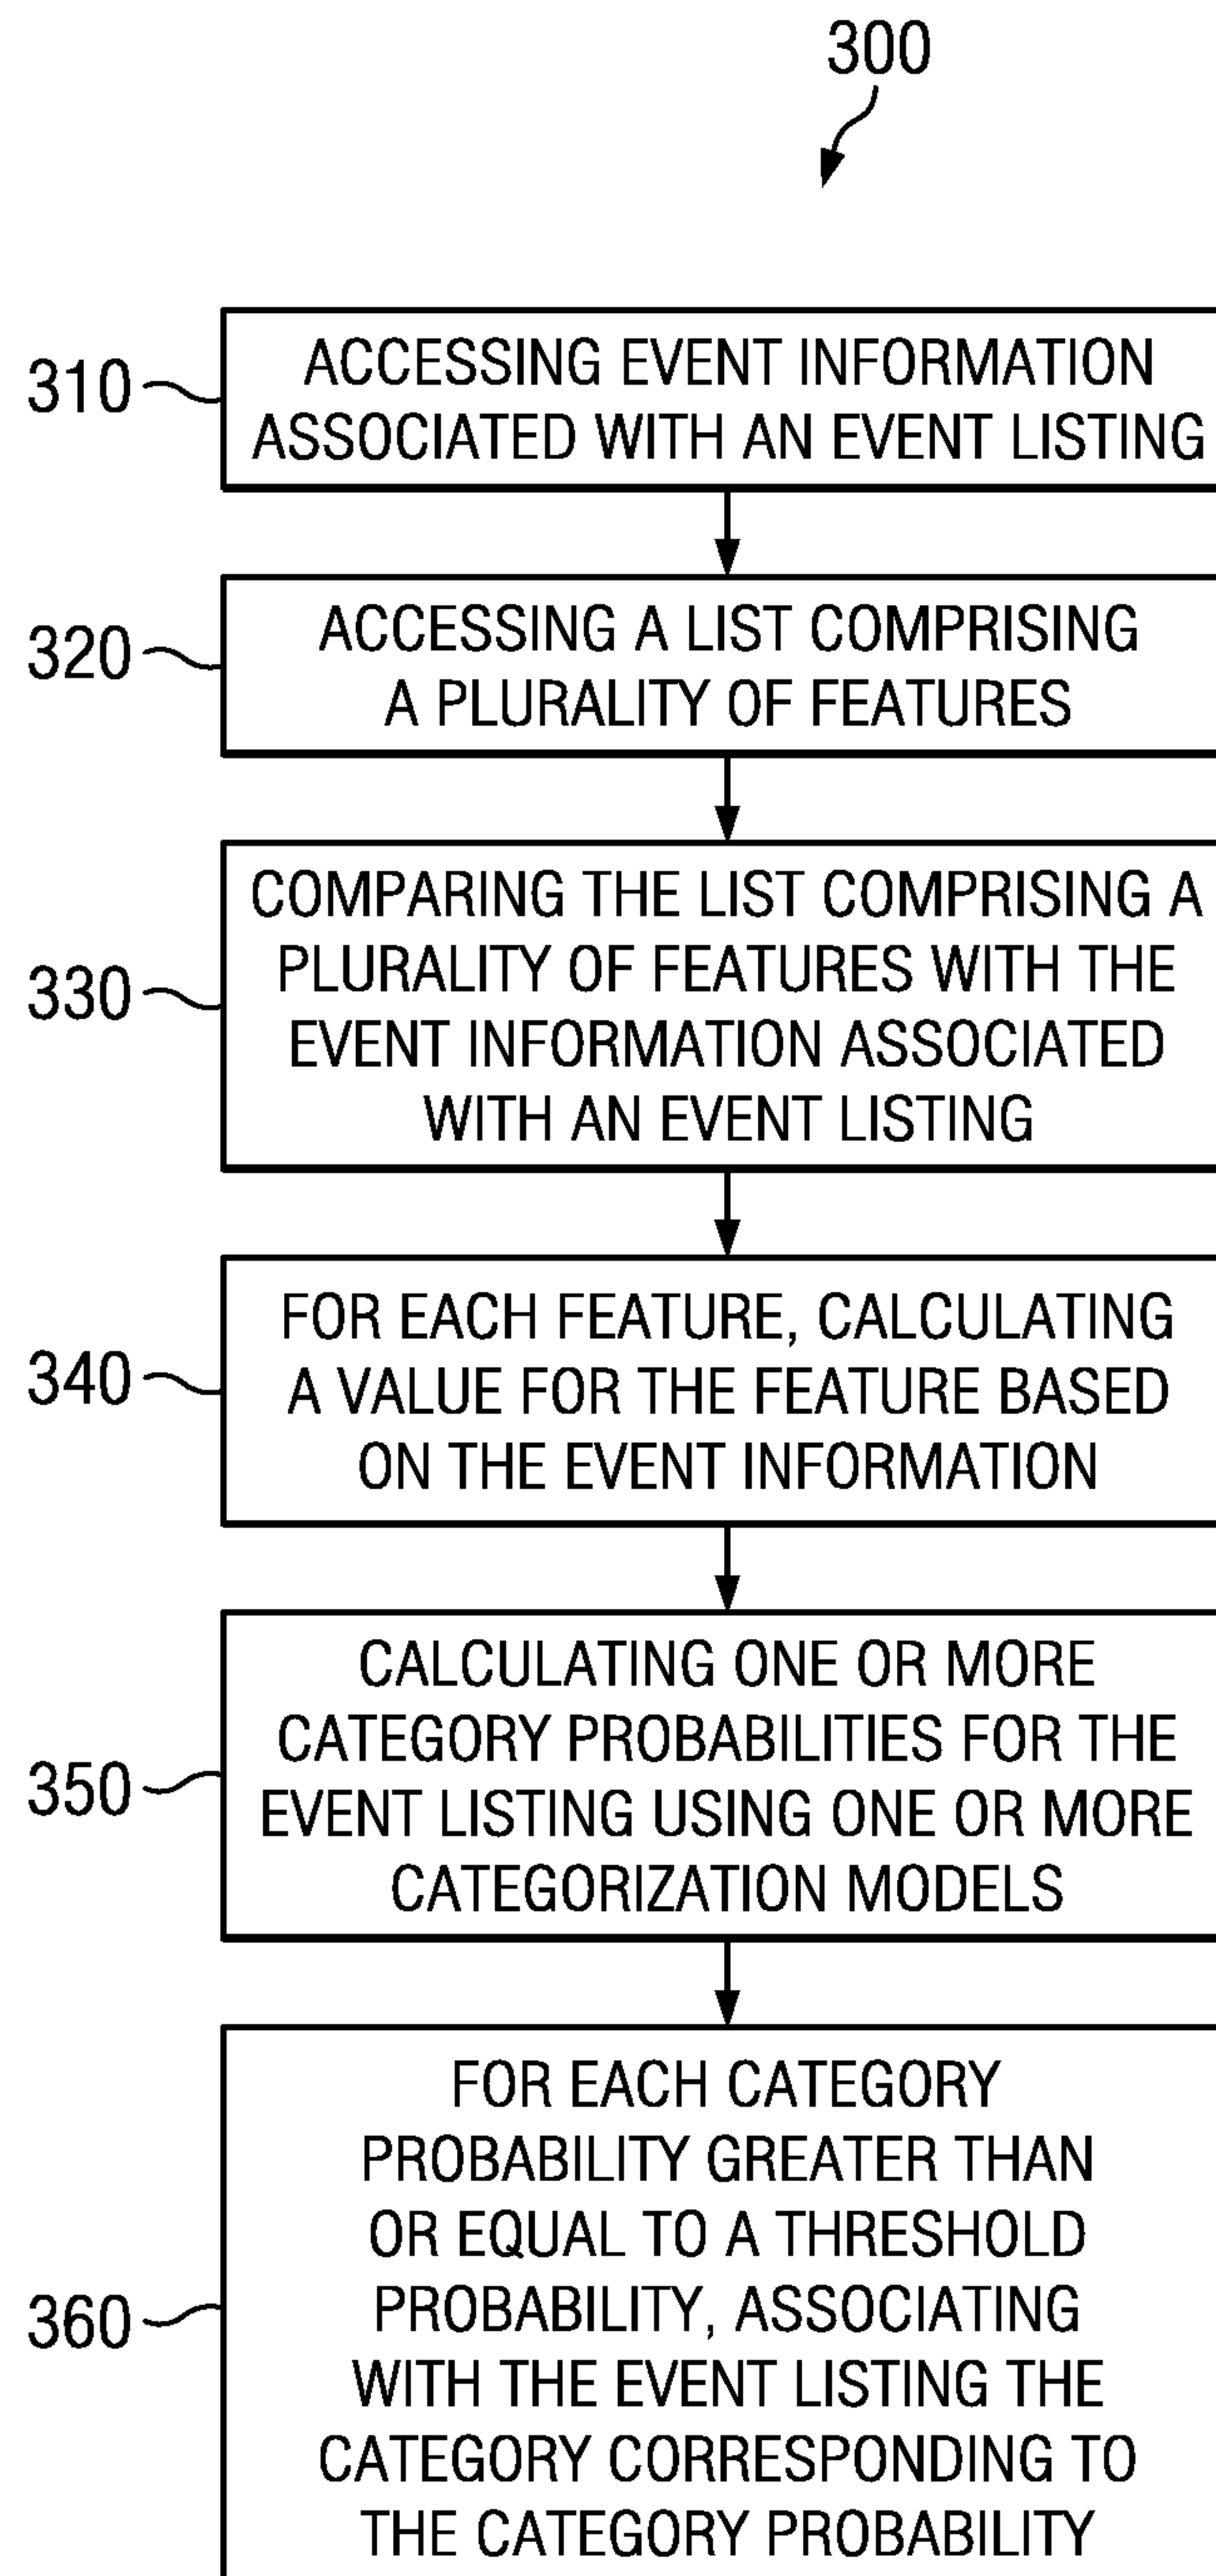 300
310
ACCESSING EVENT INFORMATION
ASSOCIATED WITH AN EVENT LISTING
320
ACCESSING A LIST COMPRISING
A PLURALITY OF FEATURES
330
COMPARING THE LIST COMPRISING A
PLURALITY OF FEATURES WITH THE
EVENT INFORMATION ASSOCIATED
WITH AN EVENT LISTING
340
FOR EACH FEATURE, CALCULATING
A VALUE FOR THE FEATURE BASED
ON THE EVENT INFORMATION
350
CALCULATING ONE OR MORE
CATEGORY PROBABILITIES FOR THE
EVENT LISTING USING ONE OR MORE
CATEGORIZATION MODELS
360
FOR EACH CATEGORY
PROBABILITY GREATER THAN
OR EQUAL TO A THRESHOLD
PROBABILITY, ASSOCIATING
WITH THE EVENT LISTING THE
CATEGORY CORRESPONDING TO
THE CATEGORY PROBABILITY